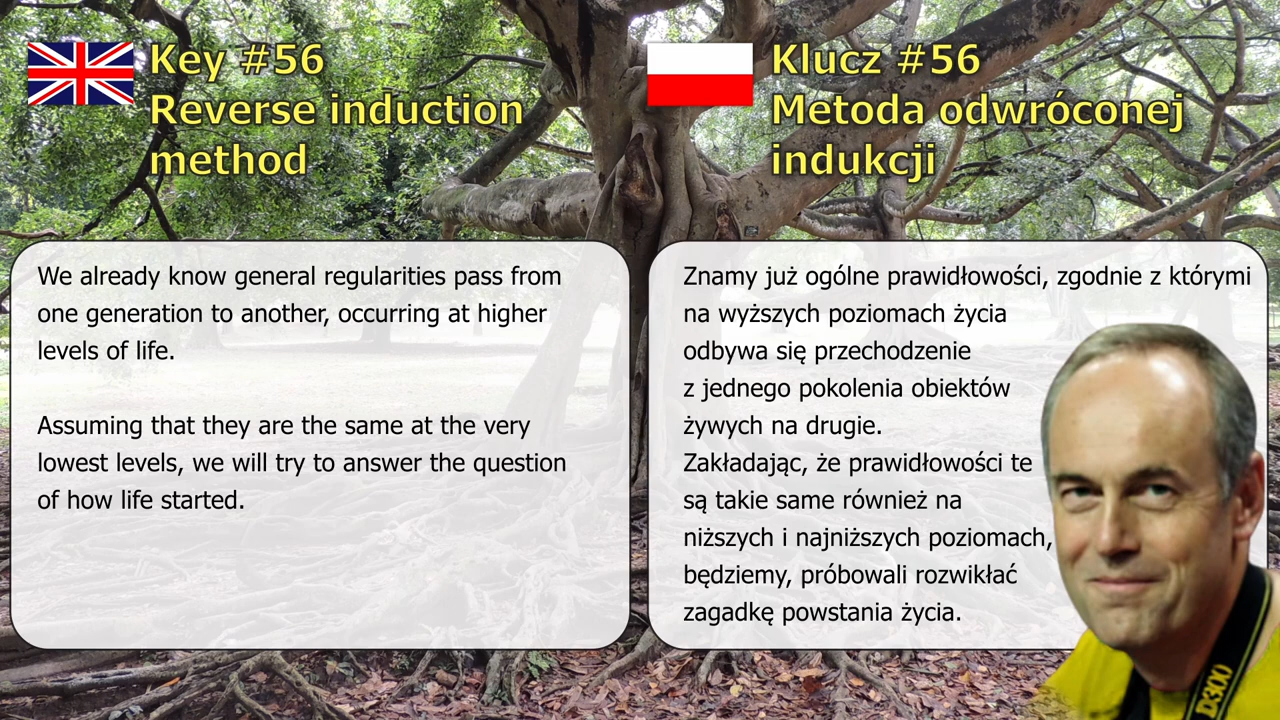 Key #56
Reverse induction
method
We already know general regularities pass from
one generation to another, occurring at higher
levels of life.
Assuming that they are the same at the very
lowest levels, we will try to answer the question
of how life started.
Klucz #56
Metoda odwróconej
indukcji
Znamy już ogólne prawidłowości, zgodnie z którymi
na wyższych poziomach życia
odbywa się przechodzenie
z jednego pokolenia obiektów
żywych na drugie.
Zakładając, że prawidłowości te
są takie same również na
niższych i najniższych poziomach,
będziemy, próbowali rozwikłać
zagadkę powstania życia.
D300